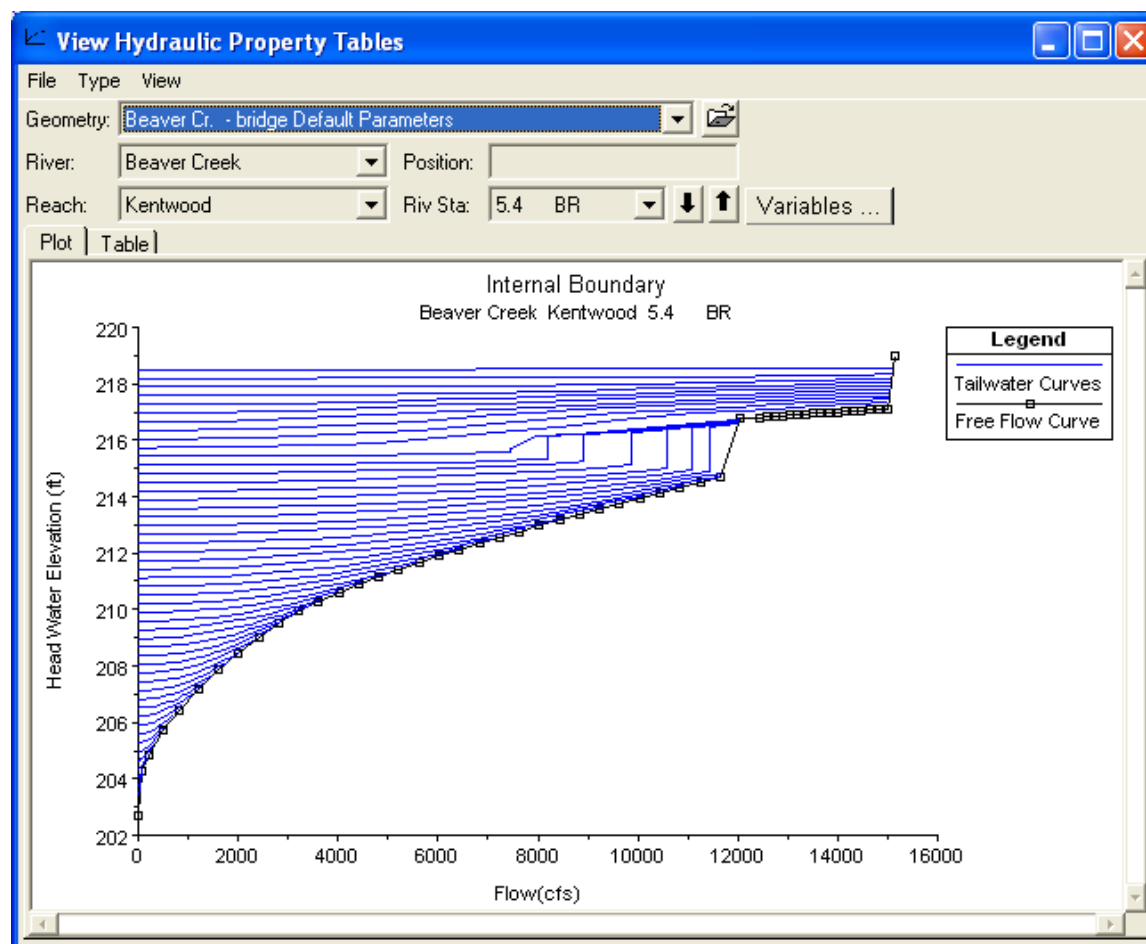 View Hydraulic Property Tables
File Type View
Geometry: Beaver Cr. - bridge Default Parameters
River: Beaver Creek Position:
Reach: Kentwood Riv Sta: 5.4 BR Variables ...
Plot Table
Internal Boundary
Beaver Creek Kentwood 5.4 BR
220
218
216
214
212
210
208
206
204
202
Head Water Elevation (ft)
0 2000 4000 6000 8000 10000 12000 14000 16000
Flow(cfs)
Legend
Tailwater Curves
Free Flow Curve